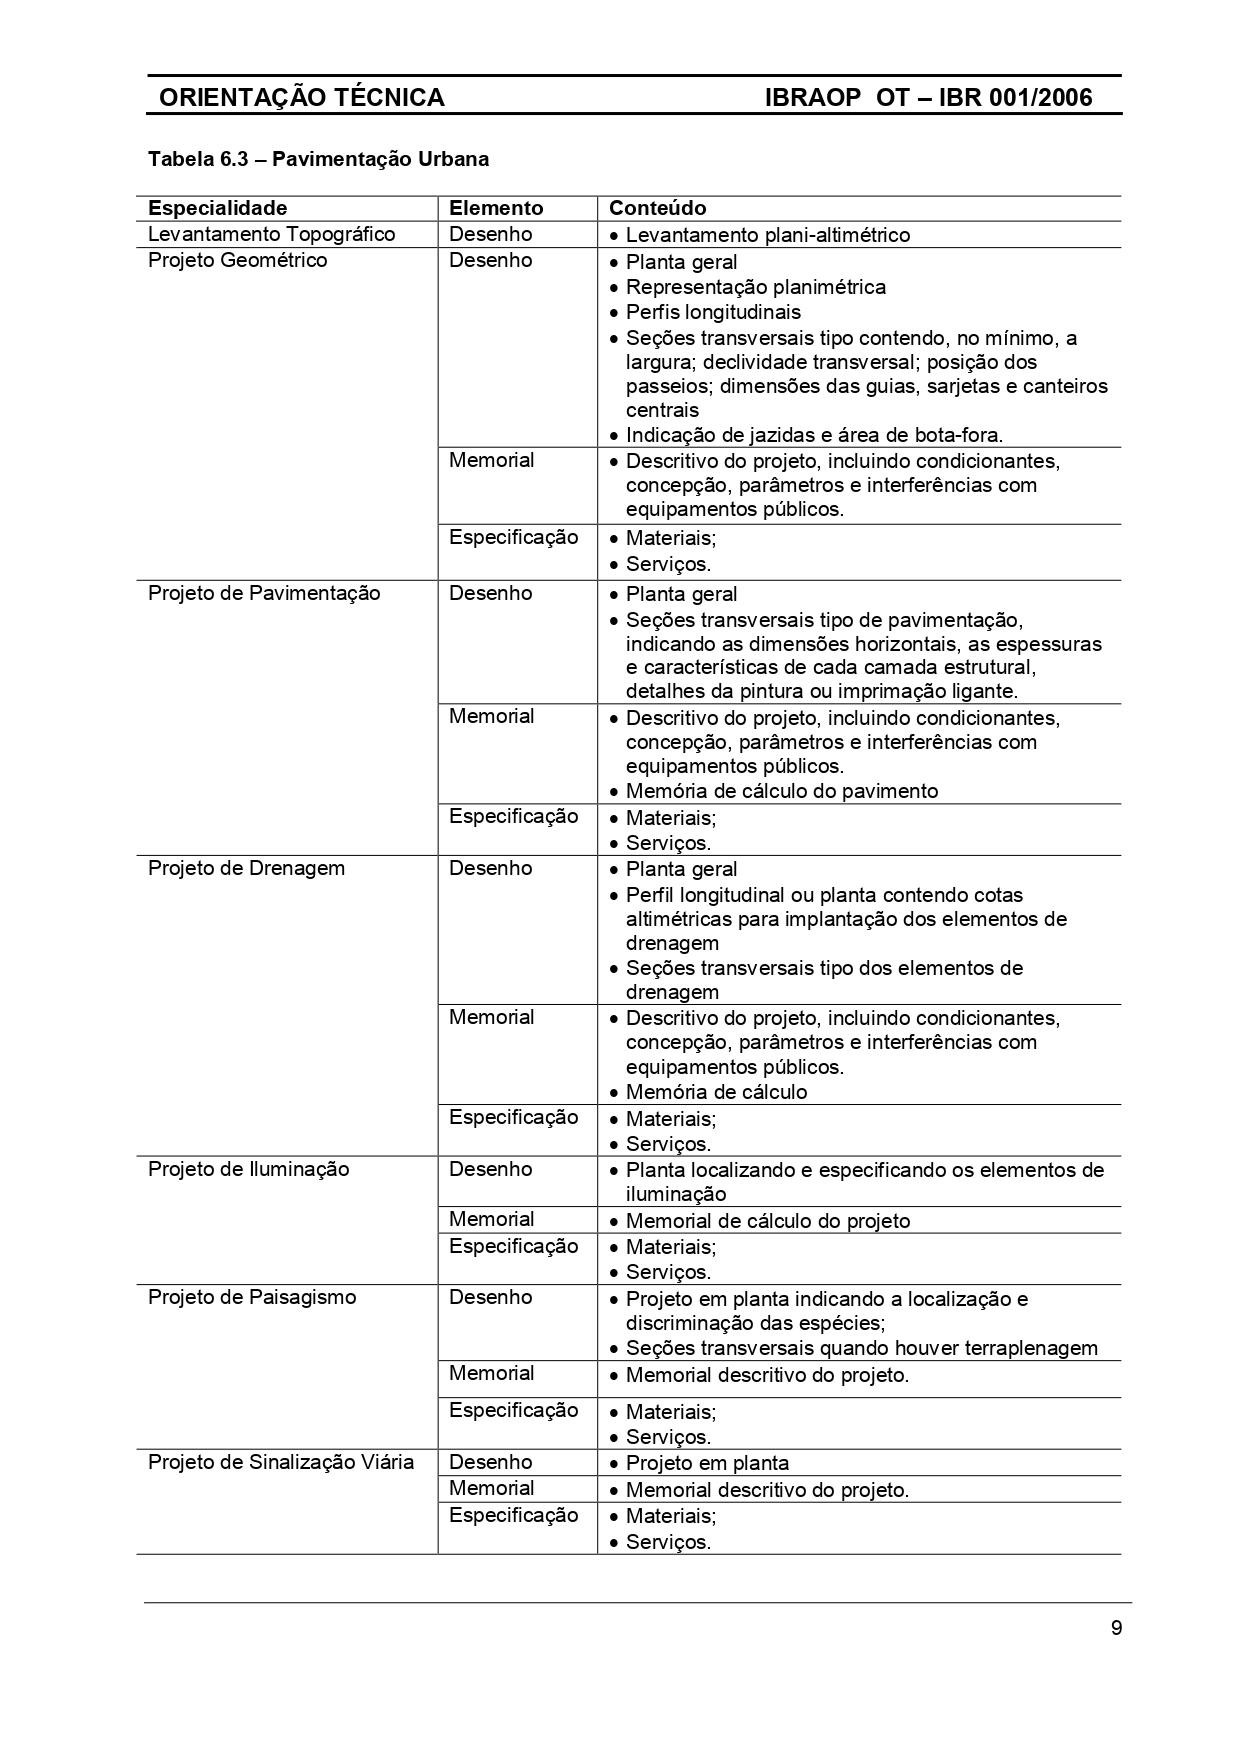 ORIENTAÇÃO TÉCNICA IBRAOP OT – IBR 001/2006
Tabela 6.3 – Pavimentação Urbana
Especialidade Elemento Conteúdo
Levantamento Topográfico Desenho • Levantamento plani-altimétrico
Projeto Geométrico Desenho • Planta geral
• Representação planimétrica
• Perfis longitudinais
• Seções transversais tipo contendo, no mínimo, a
largura; declividade transversal; posição dos
passeios; dimensões das guias, sarjetas e canteiros
centrais
• Indicação de jazidas e área de bota-fora.
Memorial • Descritivo do projeto, incluindo condicionantes,
concepção, parâmetros e interferências com
equipamentos públicos.
Especificação • Materiais;
• Serviços.
Projeto de Pavimentação Desenho • Planta geral
• Seções transversais tipo de pavimentação,
indicando as dimensões horizontais, as espessuras
e características de cada camada estrutural,
detalhes da pintura ou imprimação ligante.
Memorial • Descritivo do projeto, incluindo condicionantes,
concepção, parâmetros e interferências com
equipamentos públicos.
• Memória de cálculo do pavimento
Especificação • Materiais;
• Serviços.
Projeto de Drenagem Desenho • Planta geral
• Perfil longitudinal ou planta contendo cotas
altimétricas para implantação dos elementos de
drenagem
• Seções transversais tipo dos elementos de
drenagem
Memorial • Descritivo do projeto, incluindo condicionantes,
concepção, parâmetros e interferências com
equipamentos públicos.
• Memória de cálculo
Especificação • Materiais;
• Serviços.
Projeto de Iluminação Desenho • Planta localizando e especificando os elementos de
iluminação
Memorial • Memorial de cálculo do projeto
Especificação • Materiais;
• Serviços.
Projeto de Paisagismo Desenho • Projeto em planta indicando a localização e
discriminação das espécies;
• Seções transversais quando houver terraplenagem
Memorial • Memorial descritivo do projeto.
Especificação • Materiais;
• Serviços.
Projeto de Sinalização Viária Desenho • Projeto em planta
Memorial • Memorial descritivo do projeto.
Especificação • Materiais;
• Serviços.
9